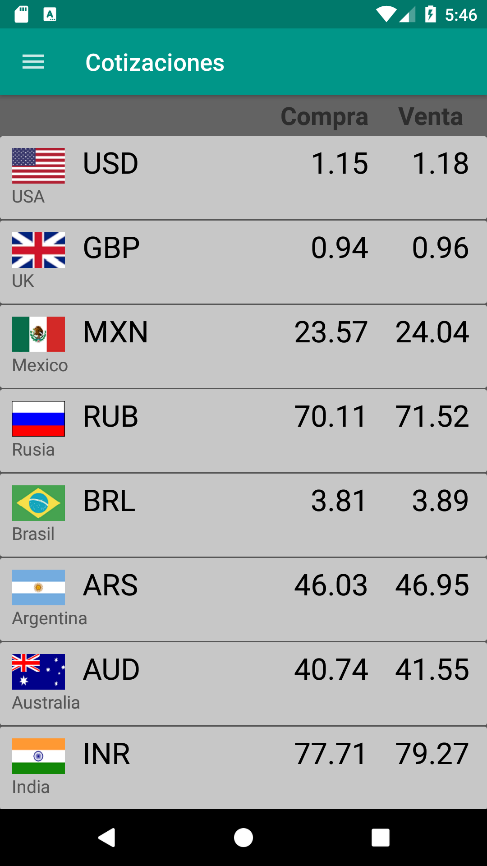 5:46
Cotizaciones
Compra Venta
USD 1.15 1.18
USA
GBP 0.94 0.96
UK
MXN 23.57 24.04
Mexico
RUB 70.11 71.52
Rusia
BRL 3.81 3.89
Brasil
ARS 46.03 46.95
Argentina
AUD 40.74 41.55
Australia
INR 77.71 79.27
India